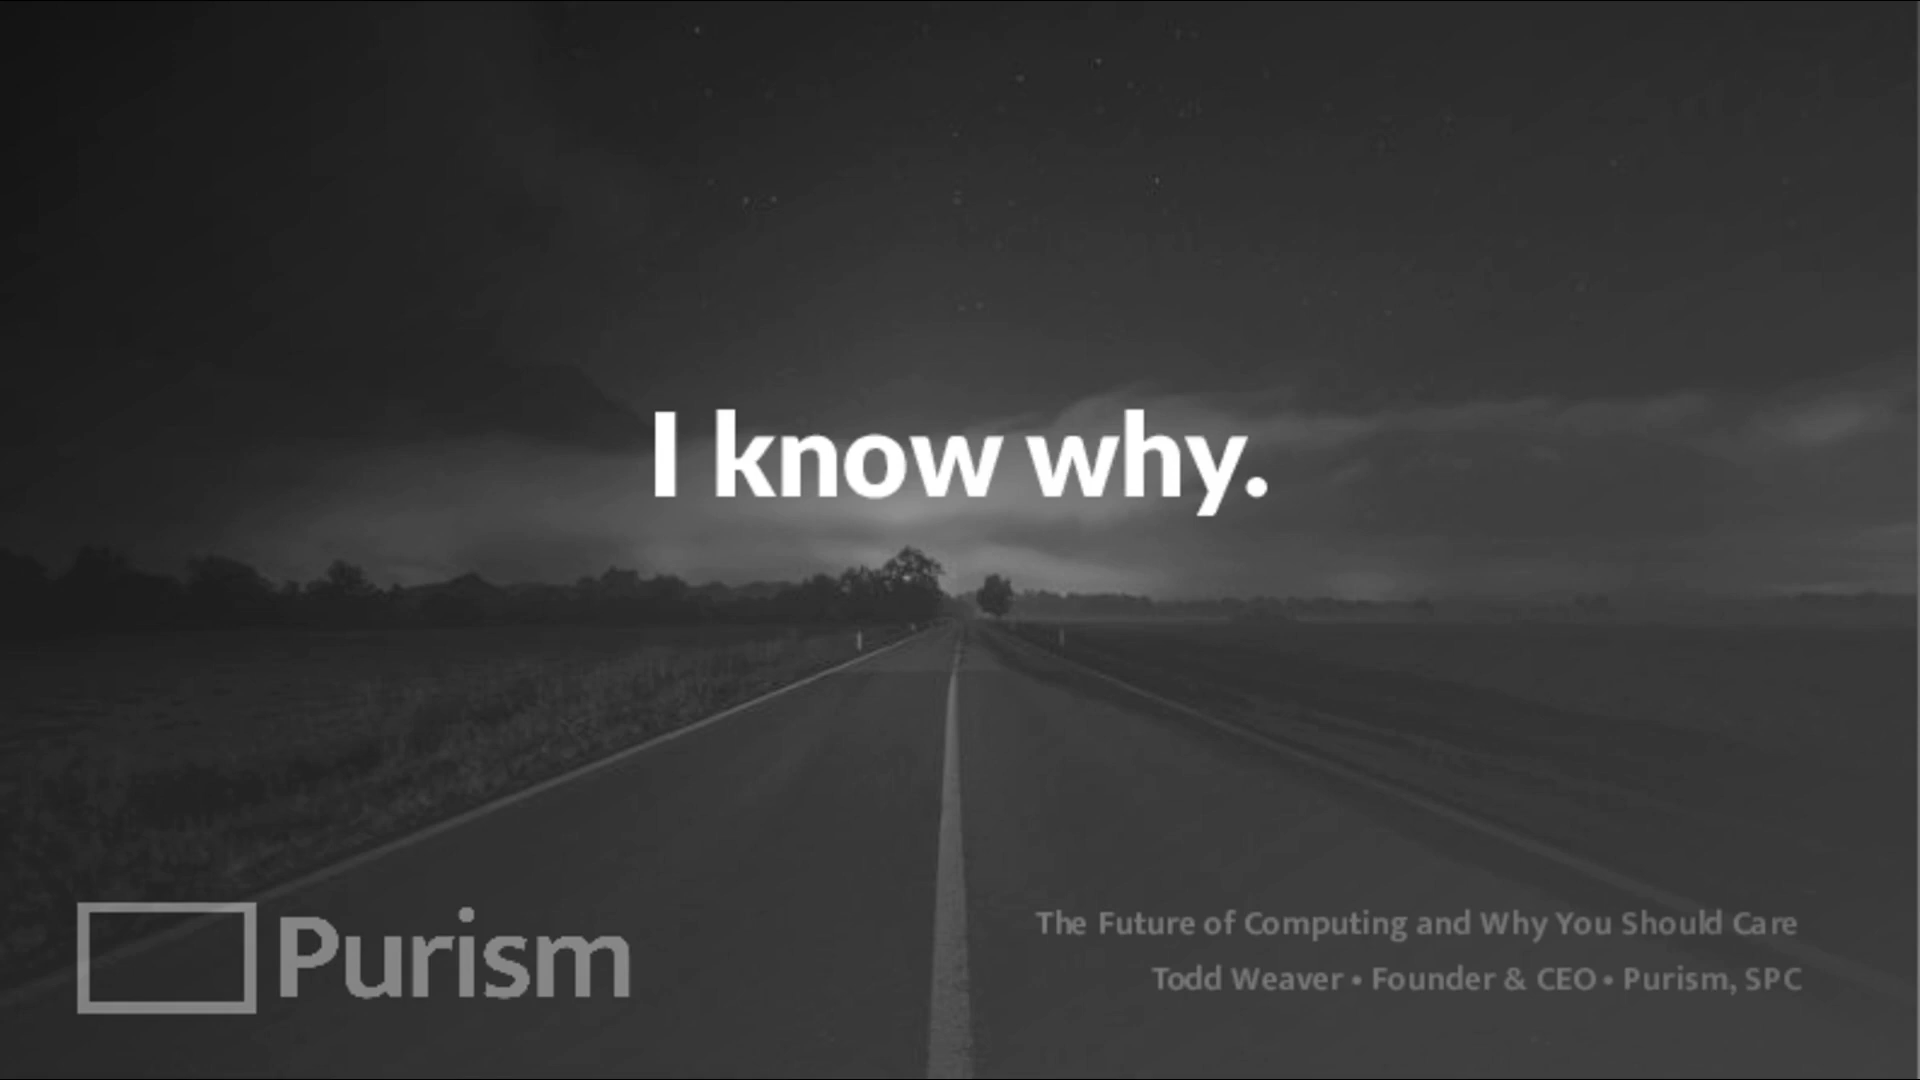 I know why.
Purism
The Future of Computing and Why You Should Care
Todd Weaver • Founder & CEO • Purism, SPC